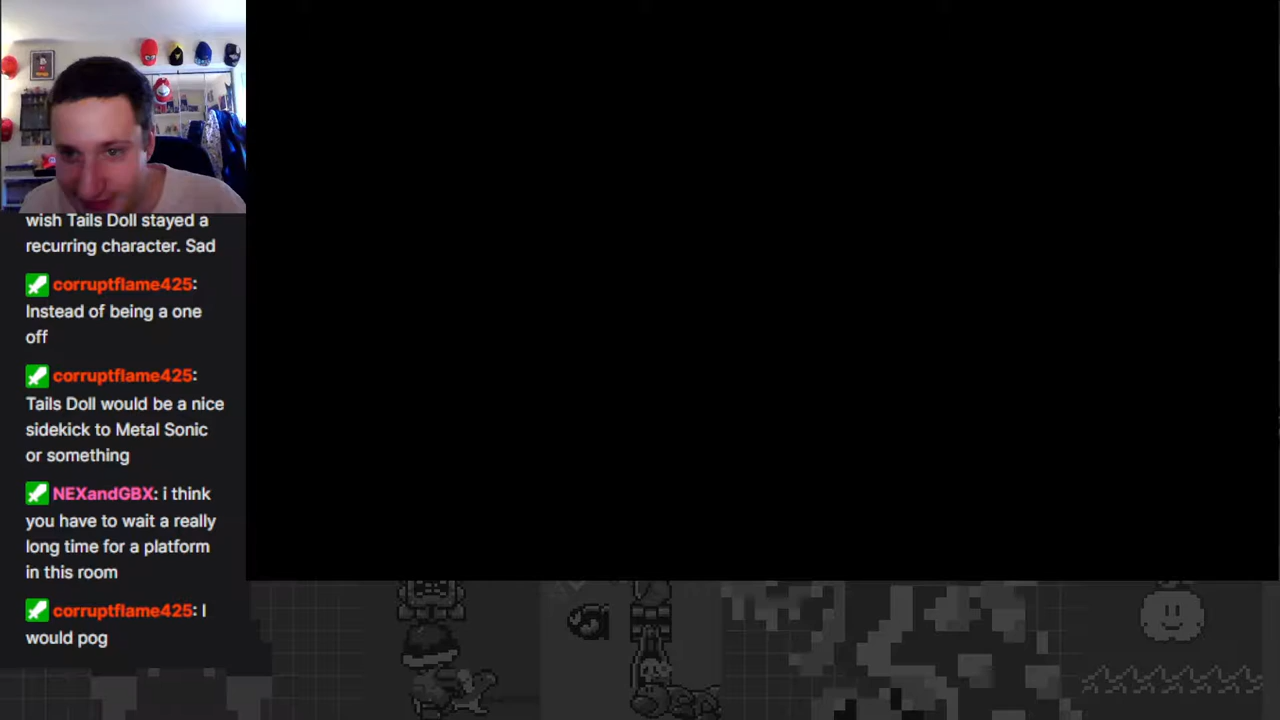 wish Tails Doll stayed a
recurring character. Sad
corruptflame425:
Instead of being a one
off
corruptflame425:
Tails Doll would be a nice
sidekick to Metal Sonic
or something
NEXandGBX: i think
you have to wait a really
long time for a platform
in this room
corruptflame425: I
would pog